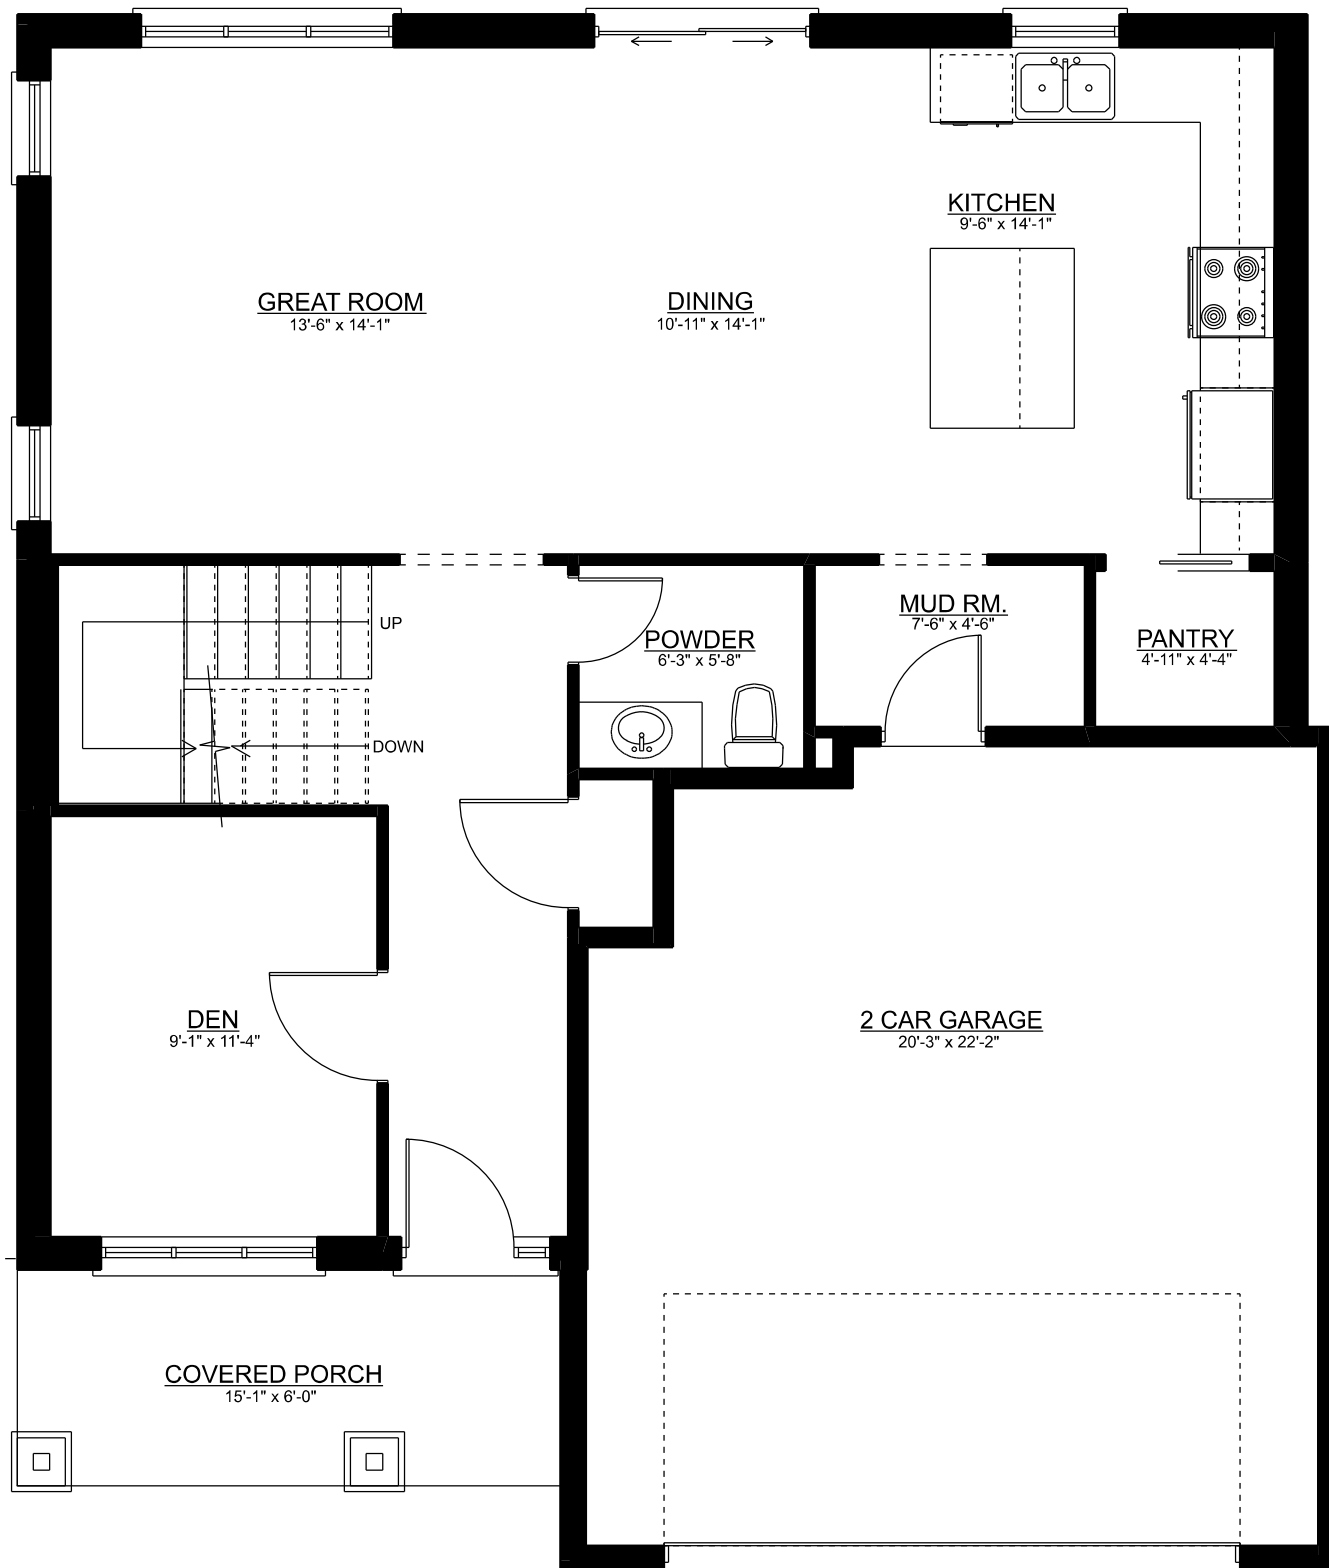 KITCHEN
9'-6" x 14'-1"
GREAT ROOM
13'-6" x 14'-1"
DINING
10'-11" x 14'-1"
UP
MUD RM.
7'-6" x 4'-6"
POWDER
6'-3" x 5'-8"
PANTRY
4'-11" x 4'-4"
DOWN
DEN
9'-1" x 11'-4"
2 CAR GARAGE
20'-3" x 22'-2"
COVERED PORCH
15'-1" x 6'-0"